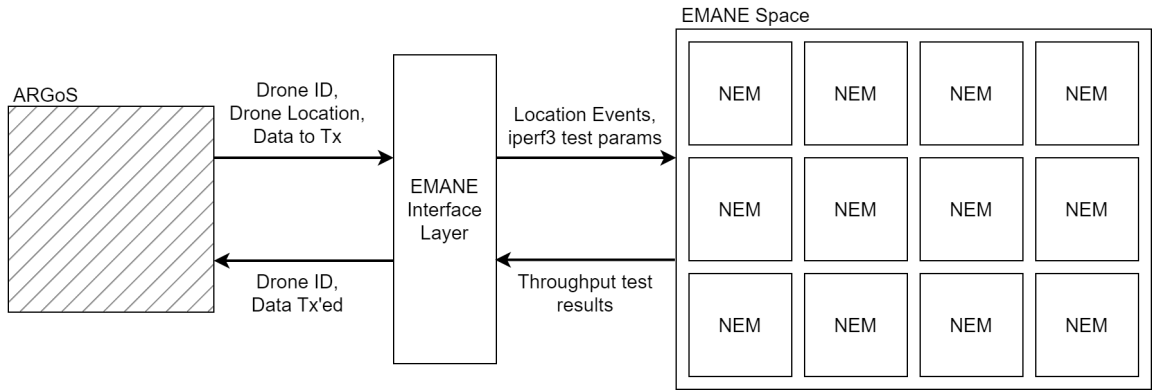 EMANE Space
ARGoS
Drone ID,
Drone Location,
Data to Tx
Location Events,
iperf3 test params
EMANE
Interface
Layer
Drone ID,
Data Tx'ed
Throughput test
results
NEM
NEM
NEM
NEM
NEM
NEM
NEM
NEM
NEM
NEM
NEM
NEM